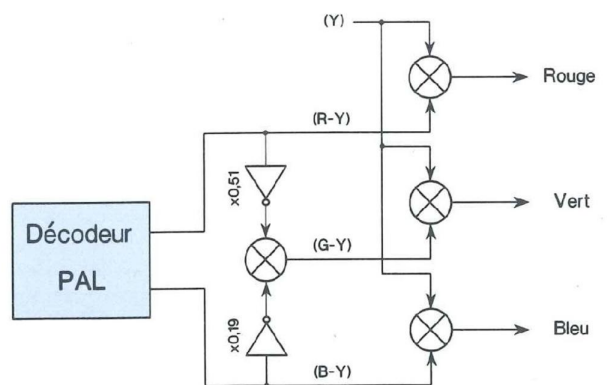 (Y)
Rouge
(R-Y)
x0,51
Vert
(G-Y)
Décodeur
PAL
x0,19
Bleu
(B-Y)